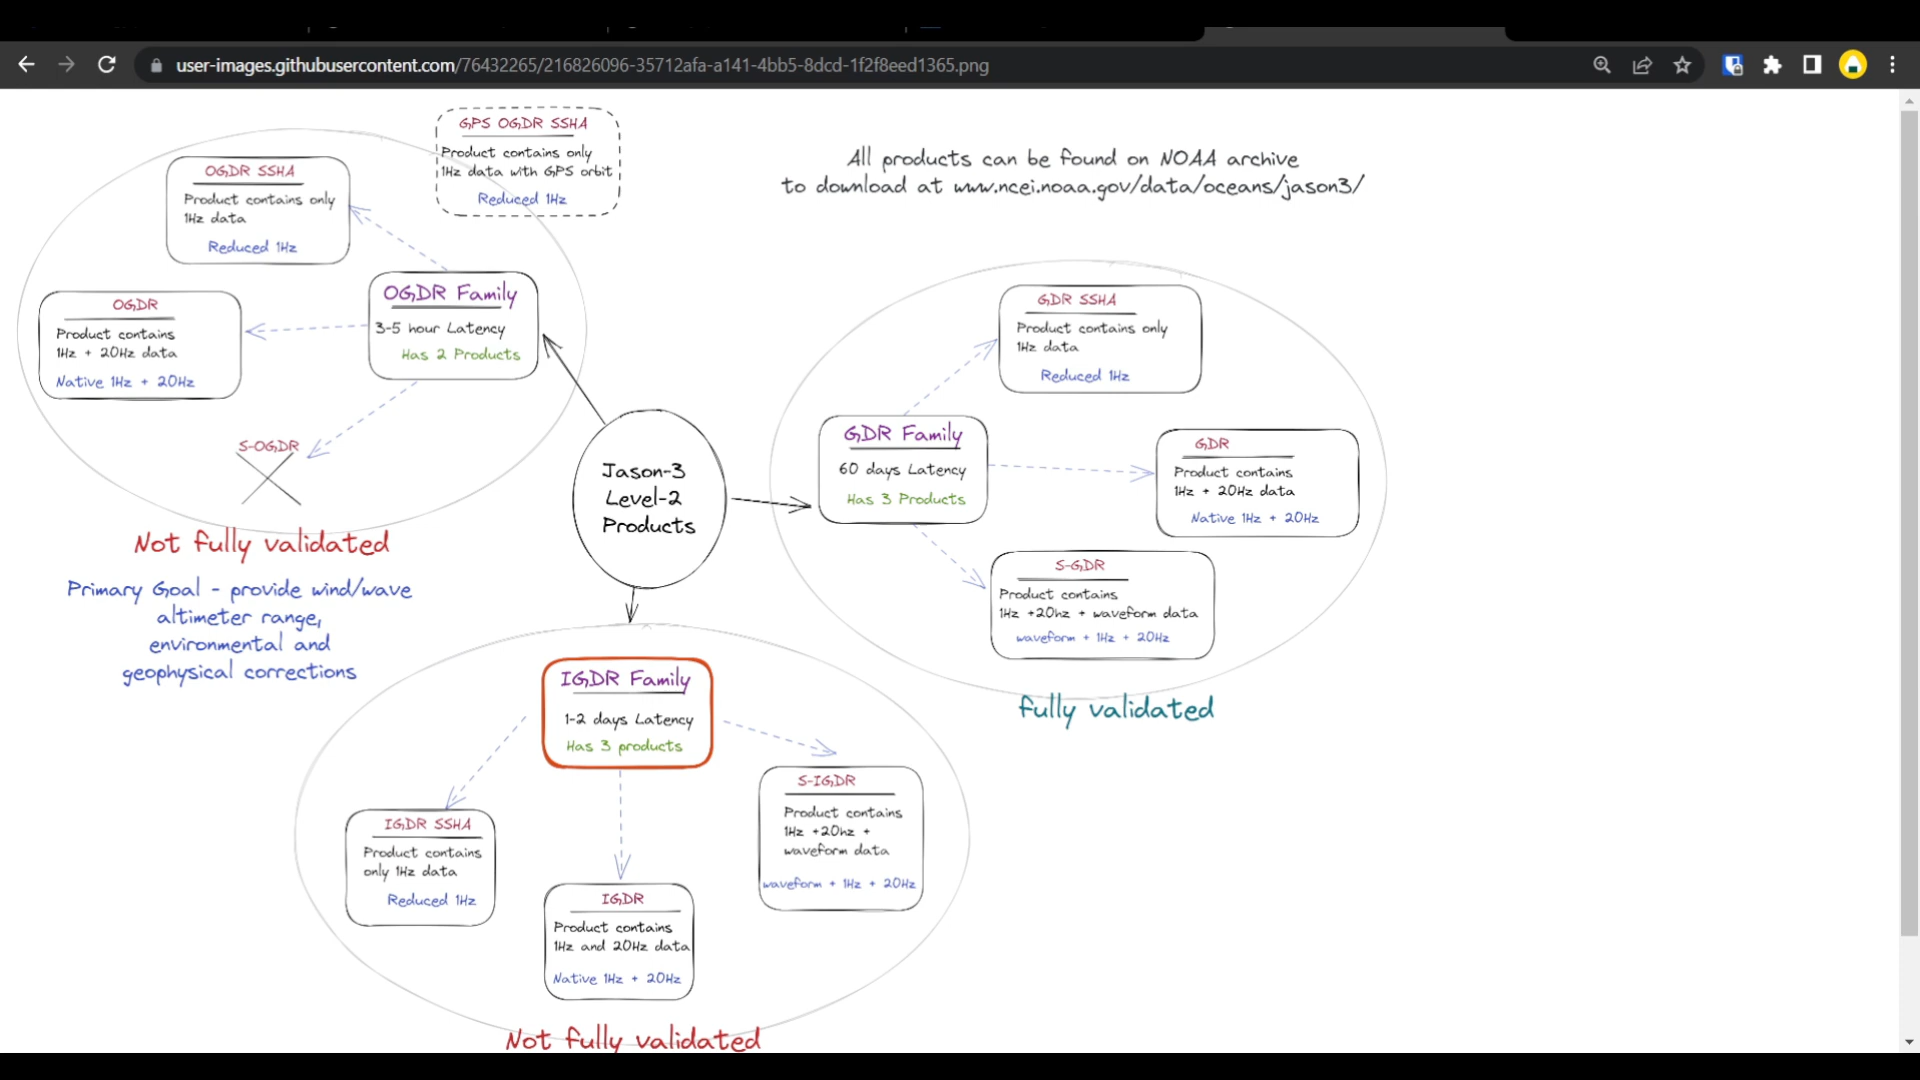 user-images.githubusercontent.com/76432265/216826096-35712afa-a141-4bb5-8dcd-1f2f8eed1365.png
GPS OGDR SSHA
Product contains only
1Hz data with GPS orbit
Reduced 1Hz
All products can be found on NOAA archive
to download at www.ncei.noaa.gov/data/oceans/jason3/
OGDR SSHA
Product contains only
1Hz data
Reduced 1Hz
OGDR Family
3-5 hour Latency
Has 2 Products
OGDR
Product contains
1Hz + 20Hz data
Native 1Hz + 20Hz
S-OGDR
Not fully validated
Primary Goal - provide wind/wave
altimeter range,
environmental and
geophysical corrections
Jason-3
Level-2
Products
GDR SSHA
Product contains only
1Hz data
Reduced 1Hz
GDR Family
60 days Latency
Has 3 Products
GDR
Product contains
1Hz + 20Hz data
Native 1Hz + 20Hz
S-GDR
Product contains
1Hz +20hz + waveform data
waveform + 1Hz + 20Hz
fully validated
IGDR Family
1-2 days Latency
Has 3 products
IGDR SSHA
Product contains
only 1Hz data
Reduced 1Hz
IGDR
Product contains
1Hz and 20Hz data
Native 1Hz + 20Hz
S-IGDR
Product contains
1Hz +20hz +
waveform data
waveform + 1Hz + 20Hz
Not fully validated